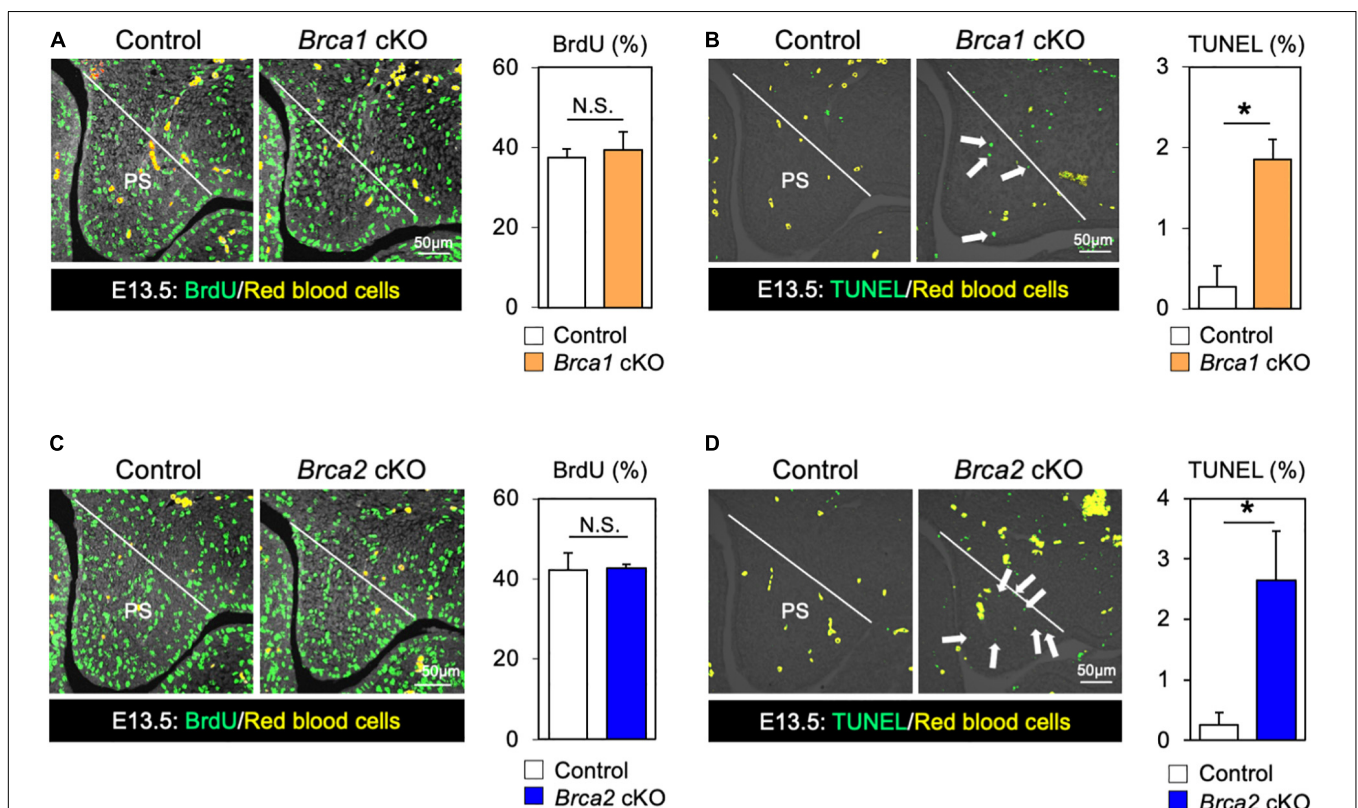 A
Control
Brca1 cKO
BrdU (%)
60
40
20
0
N.S.
PS
50µm
E13.5: BrdU/Red blood cells
Control
Brca1 cKO
B
Control
Brca1 cKO
TUNEL (%)
3
2
1
0
*
PS
50µm
E13.5: TUNEL/Red blood cells
Control
Brca1 cKO
C
Control
Brca2 cKO
BrdU (%)
60
40
20
0
N.S.
PS
50µm
E13.5: BrdU/Red blood cells
Control
Brca2 cKO
D
Control
Brca2 cKO
TUNEL (%)
4
3
2
1
0
*
PS
50µm
E13.5: TUNEL/Red blood cells
Control
Brca2 cKO